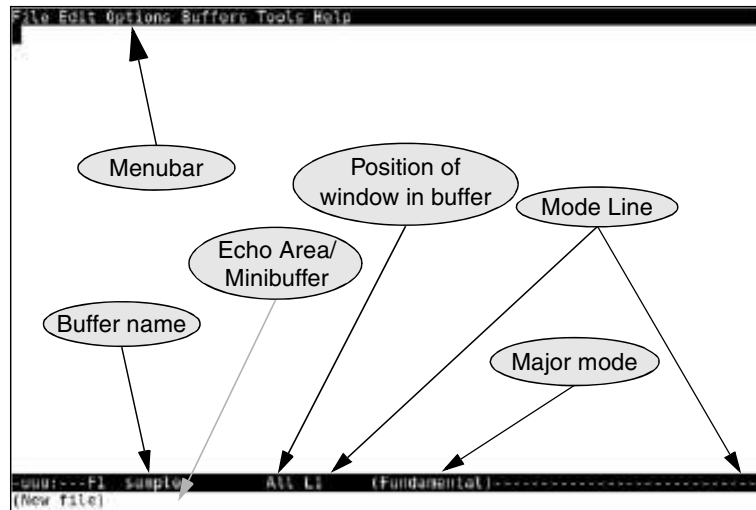 File Edit Options Buffers Tools Help
Menubar
Position of
window in buffer
Mode Line
Echo Area/
Minibuffer
Buffer name
Major mode
-uuu:---F1 sample All L1 (Fundamental)--------------------------
(New file)